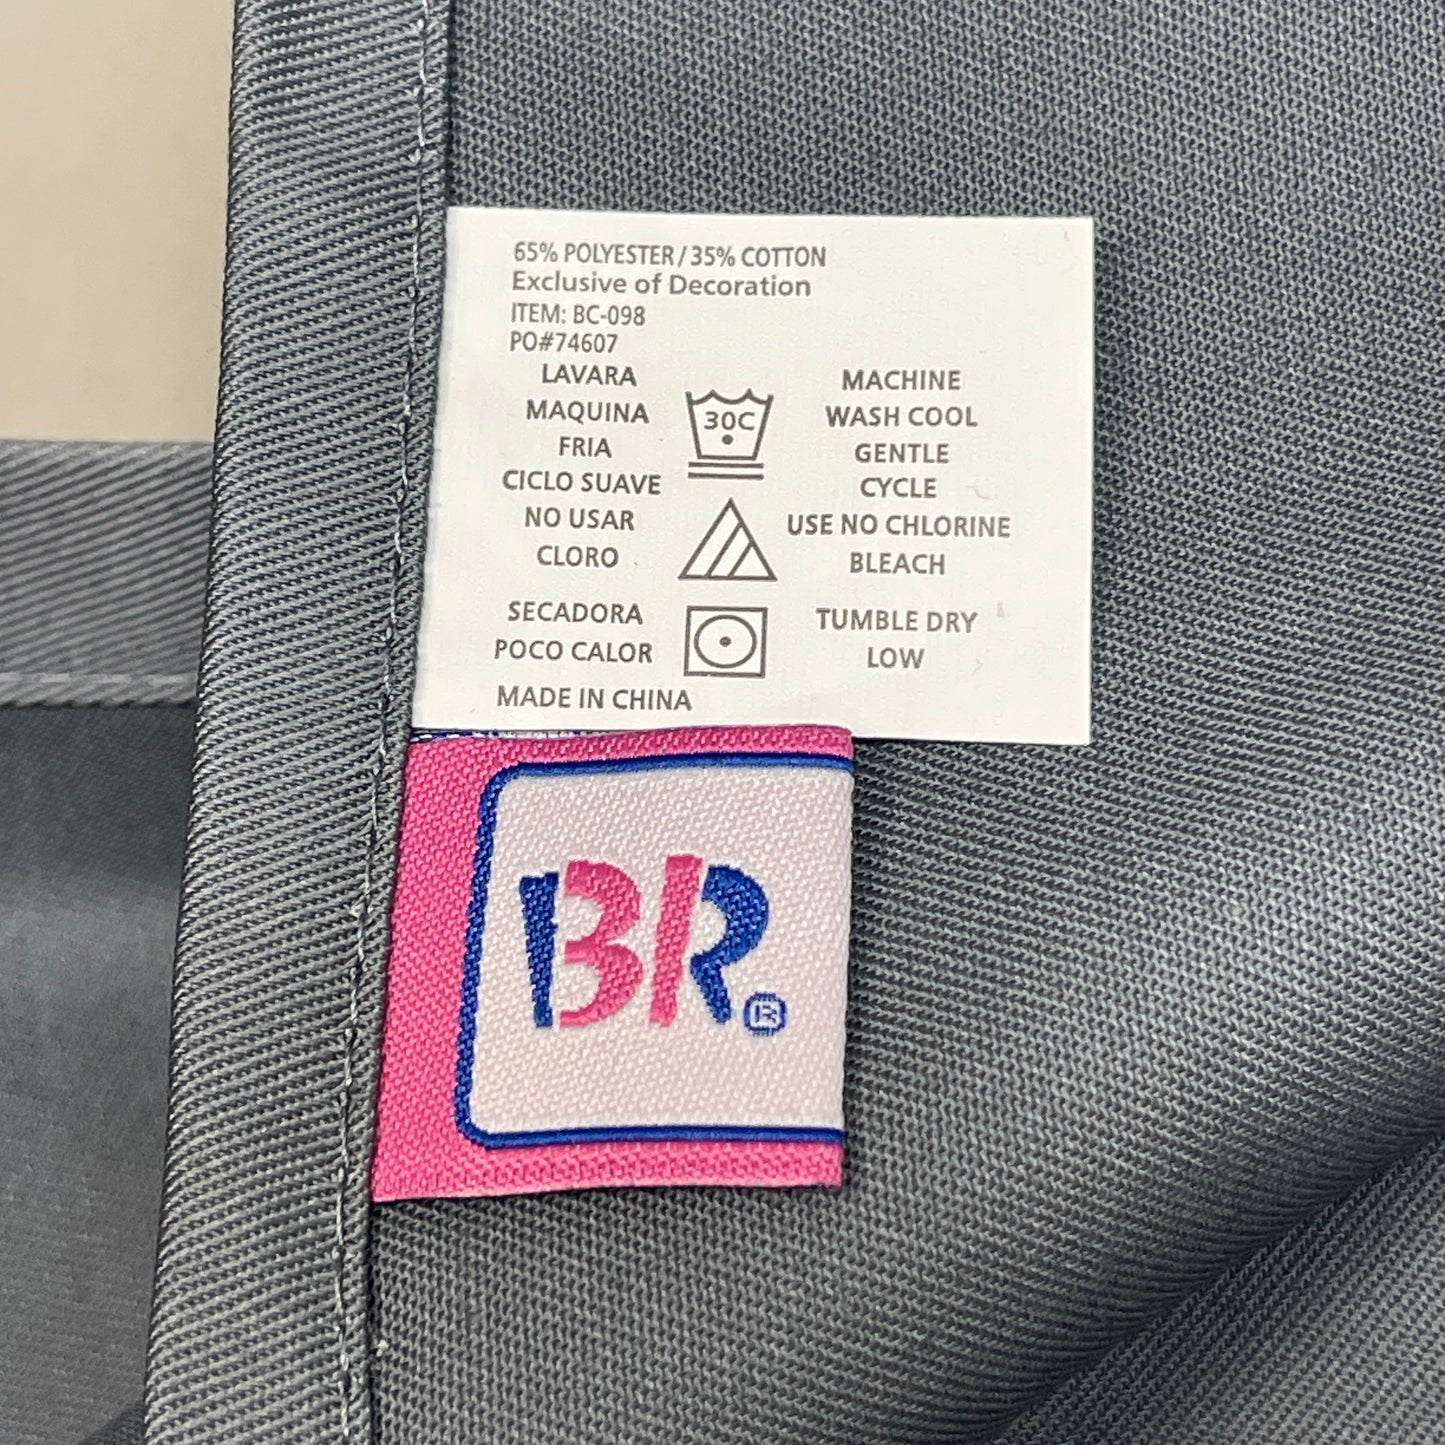 65% POLYESTER / 35% COTTON
Exclusive of Decoration
ITEM: BC-098
PO#74607
LAVARA
MAQUINA
FRIA
CICLO SUAVE
NO USAR
CLORO
SECADORA
POCO CALOR
30C
MACHINE
WASH COOL
GENTLE
CYCLE
USE NO CHLORINE
BLEACH
TUMBLE DRY
LOW
MADE IN CHINA
BR®